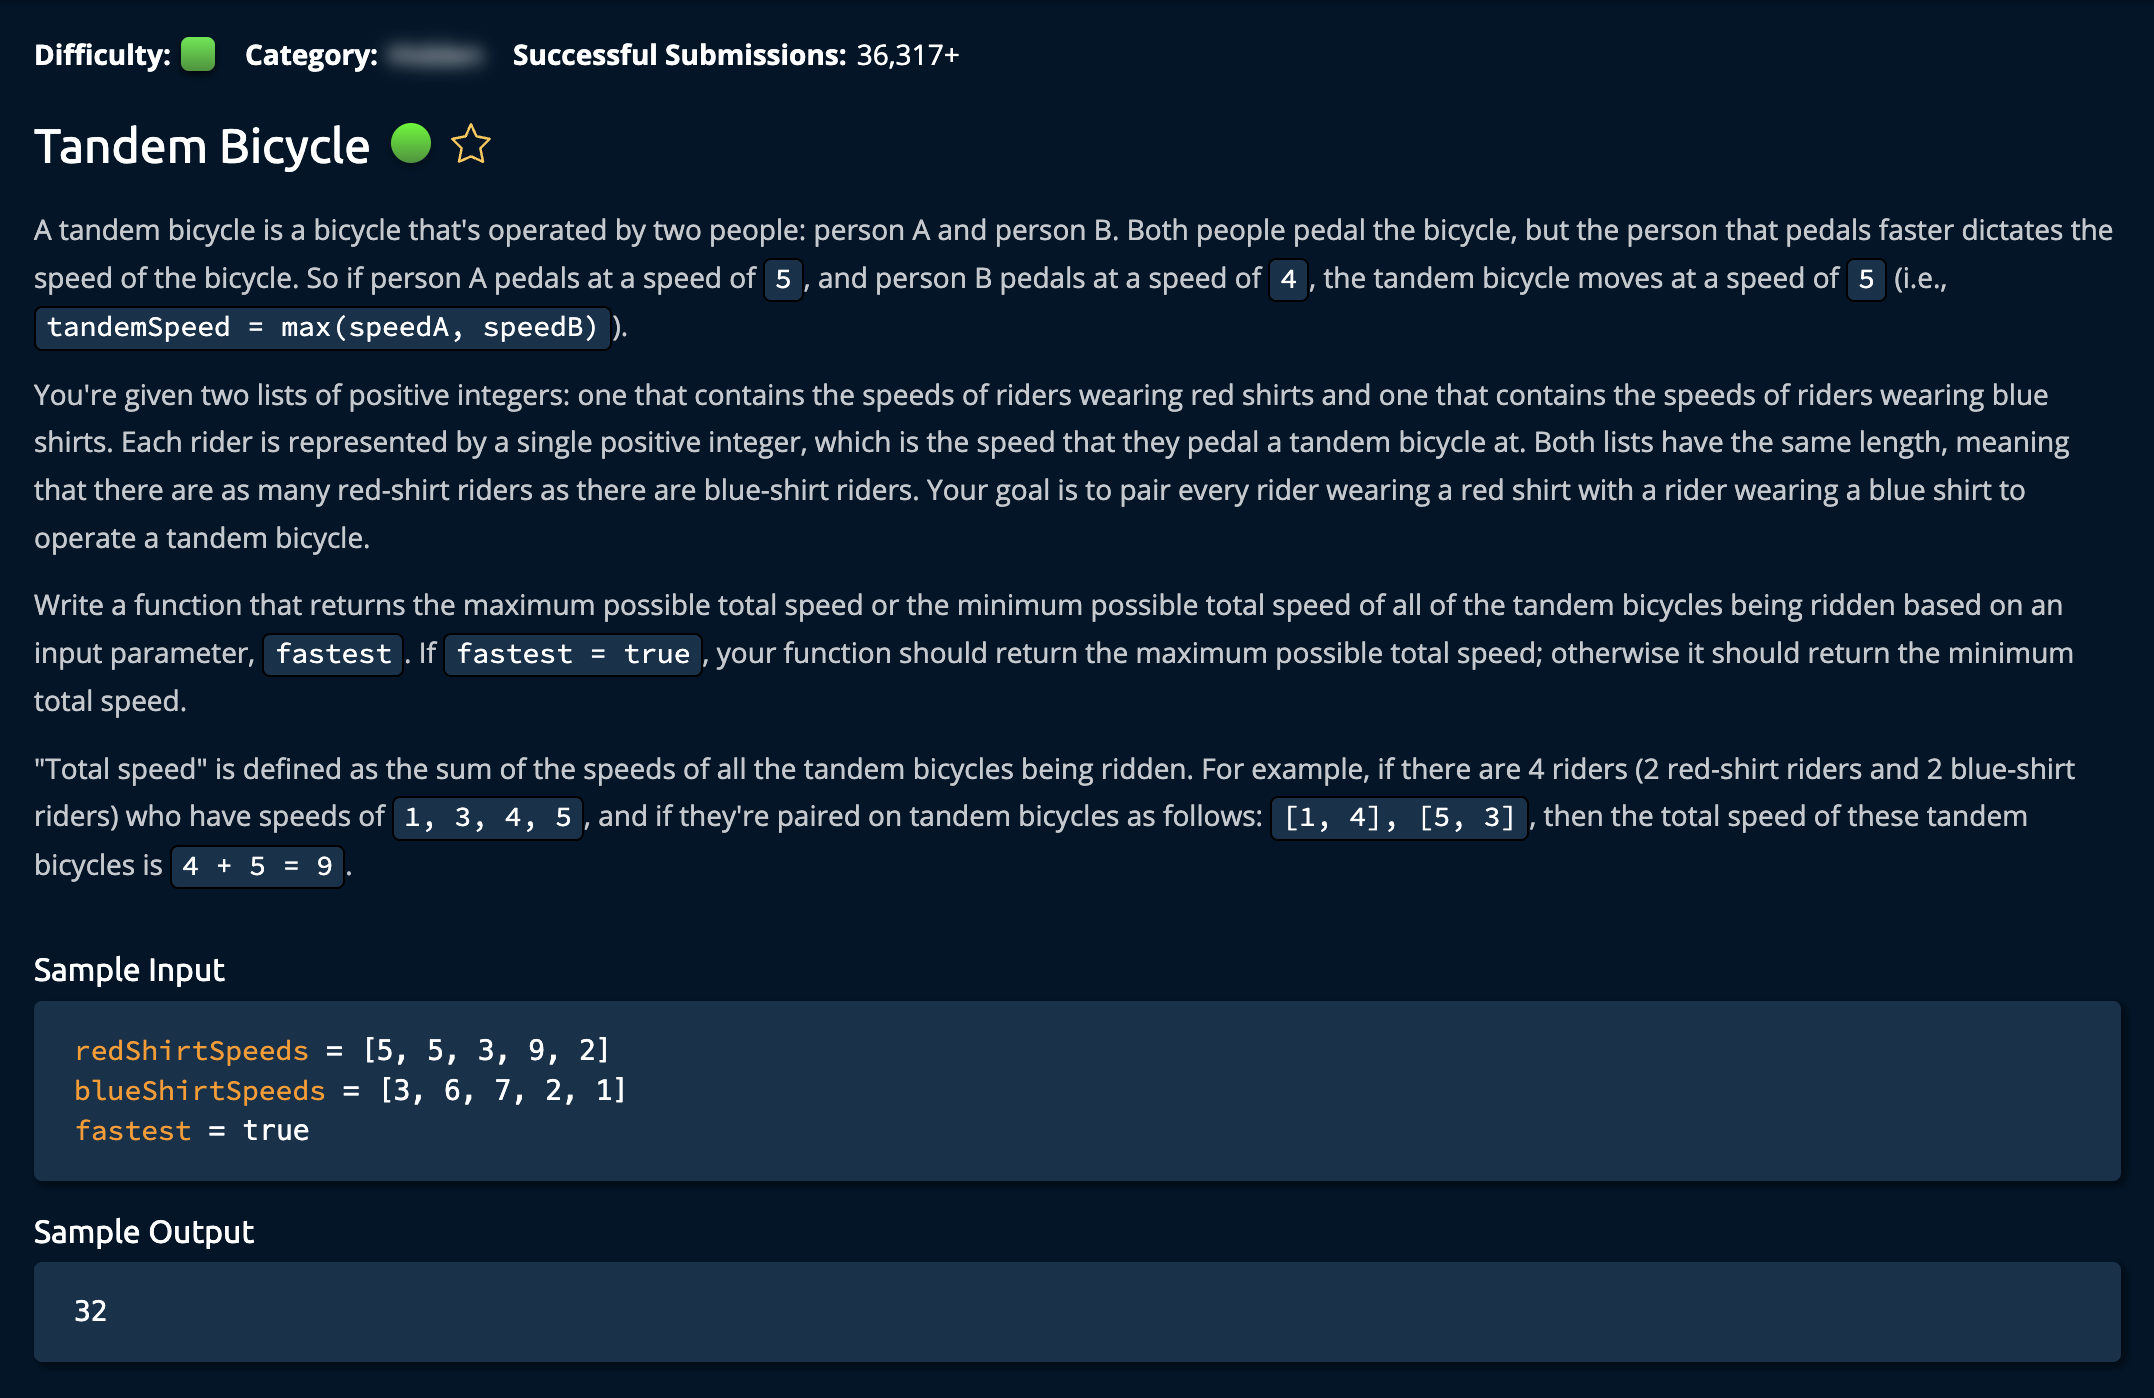 Difficulty: Category: Successful Submissions: 36,317+
Tandem Bicycle
A tandem bicycle is a bicycle that's operated by two people: person A and person B. Both people pedal the bicycle, but the person that pedals faster dictates the
speed of the bicycle. So if person A pedals at a speed of 5, and person B pedals at a speed of 4, the tandem bicycle moves at a speed of 5 (i.e.,
tandemSpeed = max(speedA, speedB)).
You're given two lists of positive integers: one that contains the speeds of riders wearing red shirts and one that contains the speeds of riders wearing blue
shirts. Each rider is represented by a single positive integer, which is the speed that they pedal a tandem bicycle at. Both lists have the same length, meaning
that there are as many red-shirt riders as there are blue-shirt riders. Your goal is to pair every rider wearing a red shirt with a rider wearing a blue shirt to
operate a tandem bicycle.
Write a function that returns the maximum possible total speed or the minimum possible total speed of all of the tandem bicycles being ridden based on an
input parameter, fastest. If fastest = true, your function should return the maximum possible total speed; otherwise it should return the minimum
total speed.
"Total speed" is defined as the sum of the speeds of all the tandem bicycles being ridden. For example, if there are 4 riders (2 red-shirt riders and 2 blue-shirt
riders) who have speeds of 1, 3, 4, 5, and if they're paired on tandem bicycles as follows: [1, 4], [5, 3], then the total speed of these tandem
bicycles is 4 + 5 = 9.
Sample Input
redShirtSpeeds = [5, 5, 3, 9, 2]
blueShirtSpeeds = [3, 6, 7, 2, 1]
fastest = true
Sample Output
32